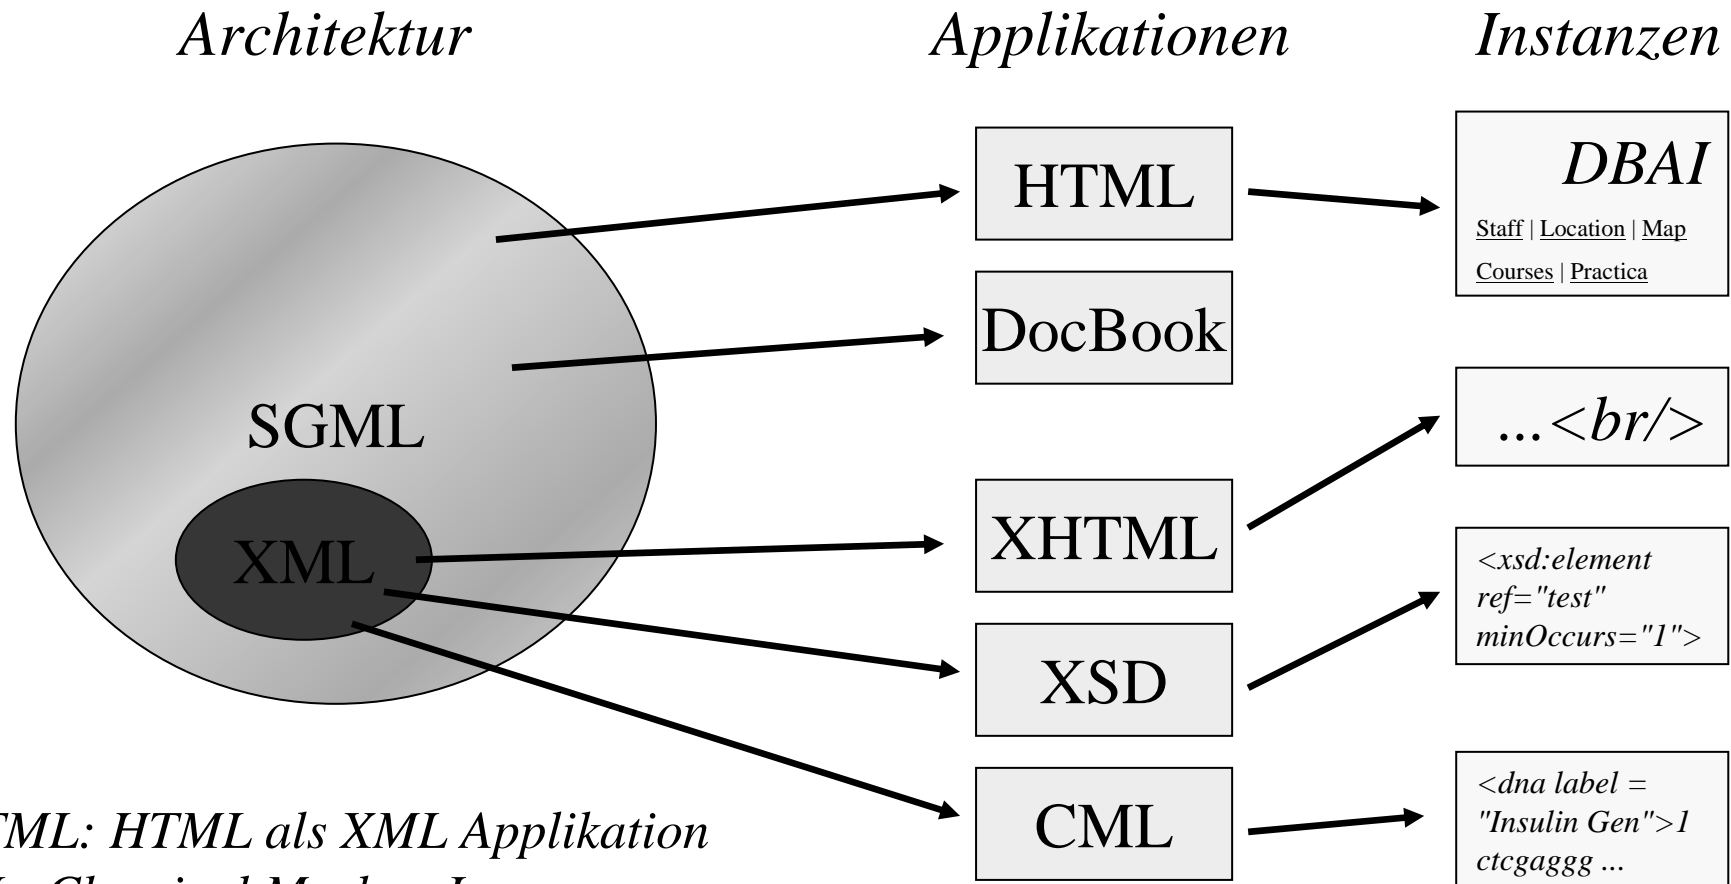 Architektur
Applikationen
Instanzen
HTML
DBAI
Staff | Location | Map
Courses | Practica
DocBook
SGML
...<br/>
XML
XHTML
<xsd:element
ref="test"
minOccurs="1">
XSD
CML
<dna label =
"Insulin Gen">1
ctcgaggg ...
TML: HTML als XML Applikation